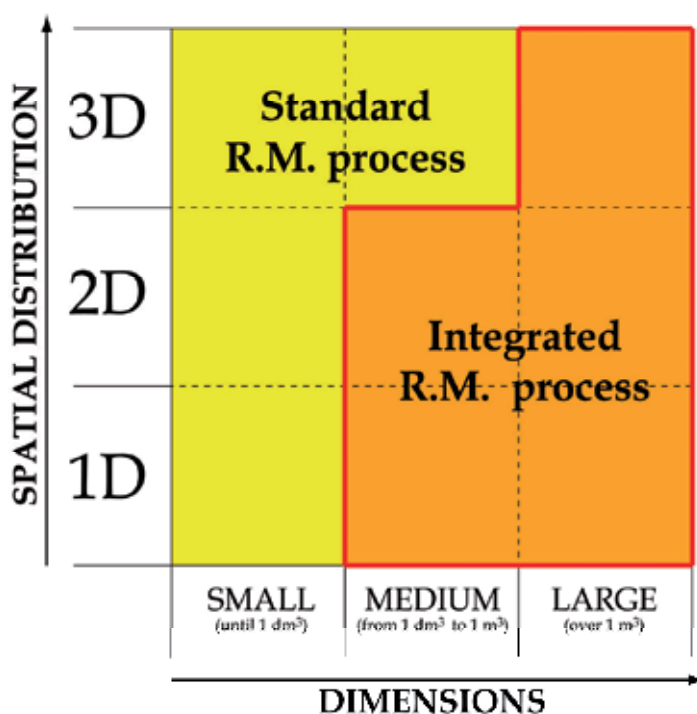 SPATIAL DISTRIBUTION
3D
2D
1D
Standard
R.M. process
Integrated
R.M. process
SMALL
(until 1 dm³)
MEDIUM
(from 1 dm³ to 1 m³)
LARGE
(over 1 m³)
DIMENSIONS